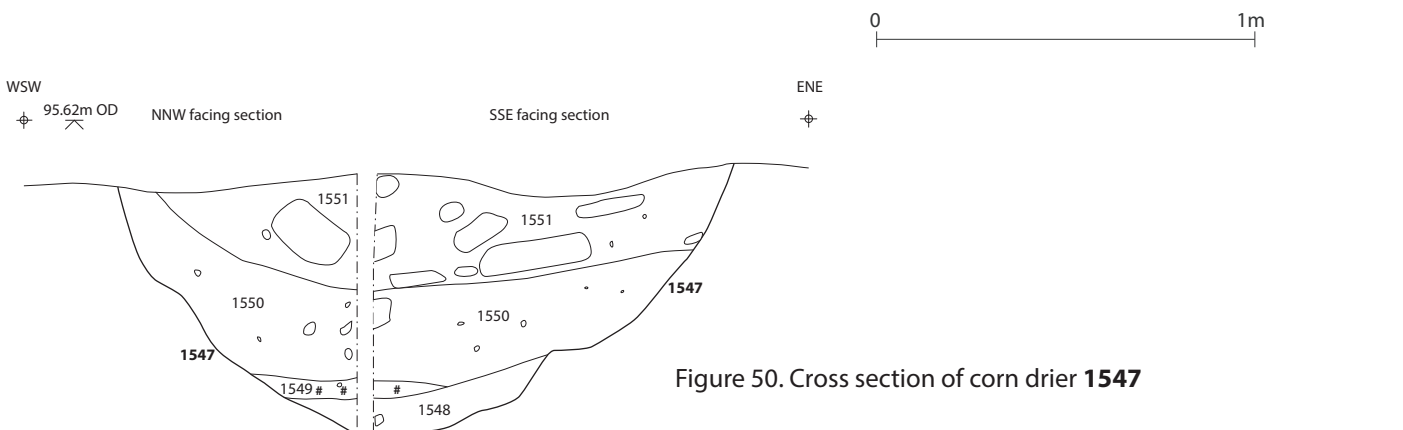 0 1m
WSW ENE
95.62m OD NNW facing section SSE facing section
1551
1551
1547
1550
1550
1547
1549 # # #
1548
Figure 50. Cross section of corn drier 1547